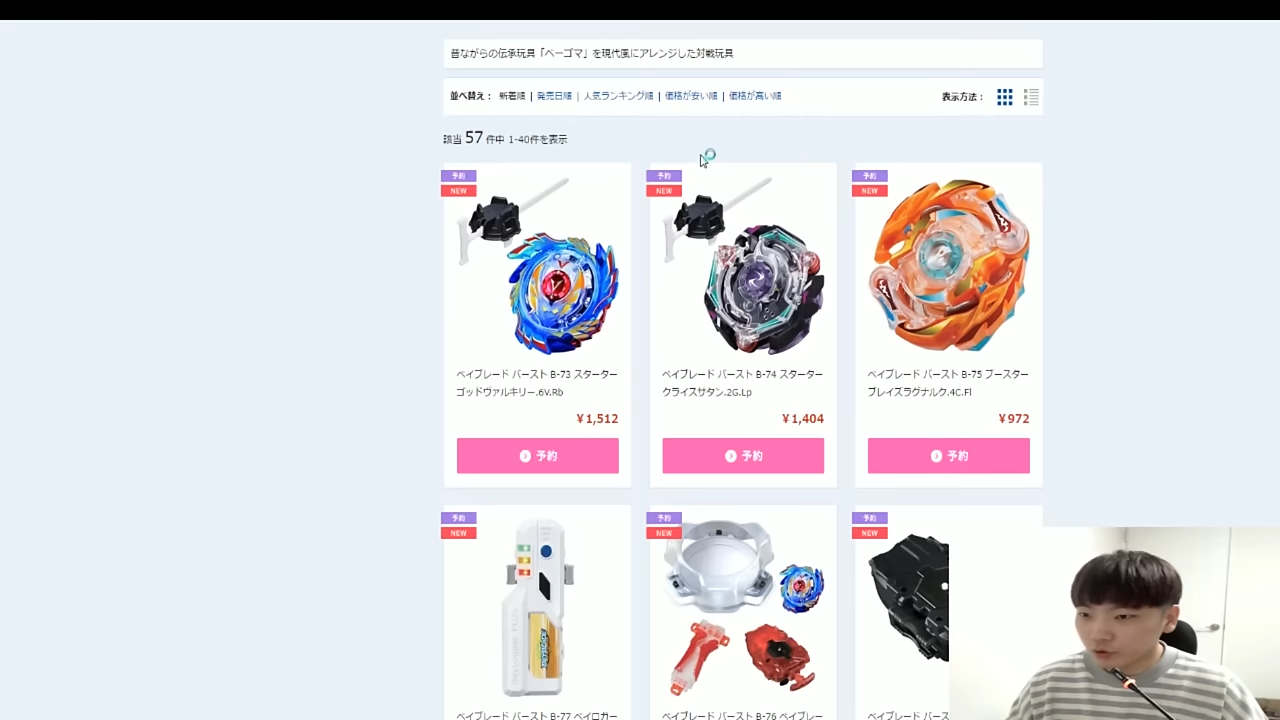 昔ながらの伝承玩具「ベーゴマ」を現代風にアレンジした対戦玩具
並べ替え： 新着順 | 発売日順 | 人気ランキング順 | 価格が安い順 | 価格が高い順
表示方法：
該当 57 件中 1-40件を表示
予約
NEW
予約
NEW
予約
NEW
ベイブレード バースト B-73 スターター
ゴッドヴァルキリー.6V.Rb
ベイブレード バースト B-74 スターター
クライスサタン.2G.Lp
ベイブレード バースト B-75 ブースター
ブレイズラグナルク.4C.Fl
￥1,512
￥1,404
￥972
予約
予約
予約
予約
NEW
予約
NEW
予約
NEW
ベイブレード バースト B-77 ベイロガー
ベイブレード バースト B-76 ベイブレー
ベイブレード バース